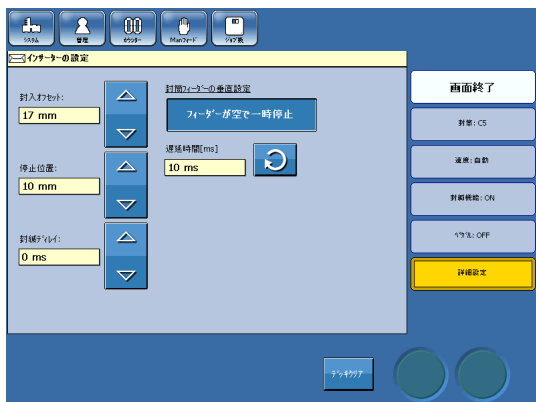 システム
管理
カウンター
Manフィード
ジョブ表
インサーターの設定
封入オフセット:
17 mm
停止位置:
10 mm
封緘ディレイ:
0 ms
封筒フィーダーの垂直設定
フィーダーが空で一時停止
遅延時間[ms]
10 ms
画面終了
封筒: C5
速度: 自動
封緘機能: ON
ベラベル: OFF
詳細設定
デッキクリア